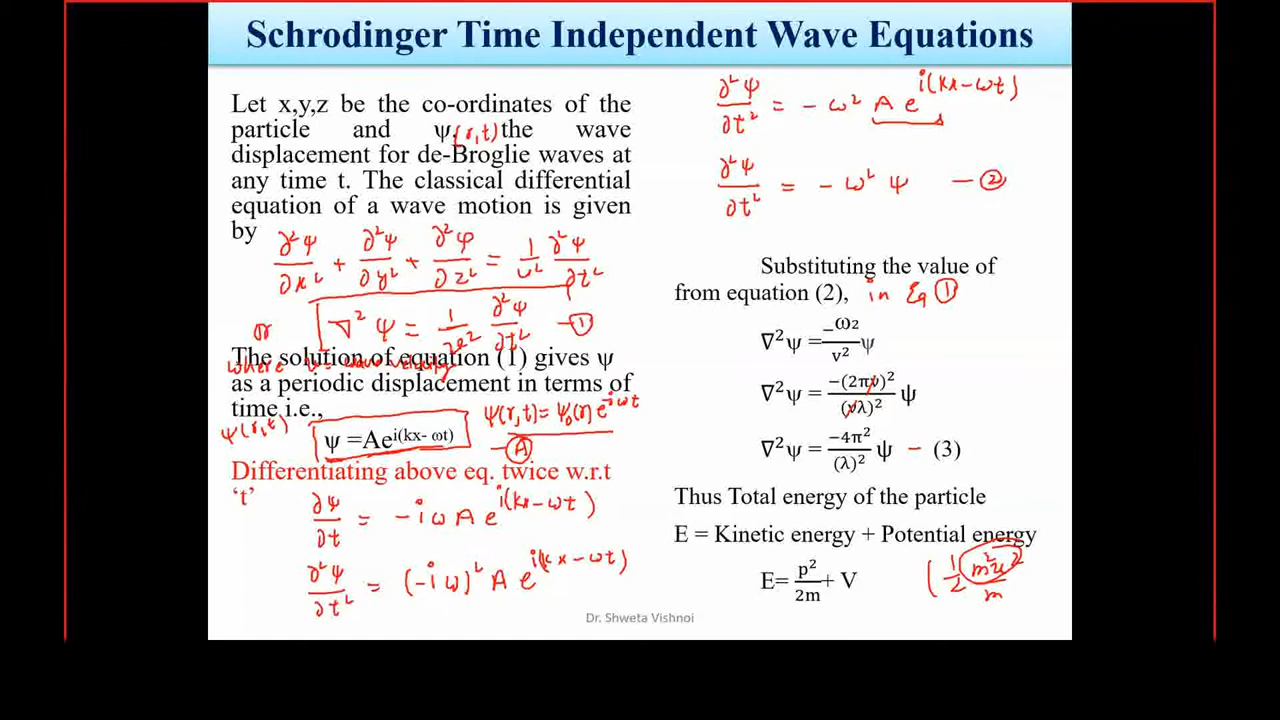 Schrodinger Time Independent Wave Equations
Let x,y,z be the co-ordinates of the
particle and ψ(r,t) the wave
displacement for de-Broglie waves at
any time t. The classical differential
equation of a wave motion is given
by
∂²ψ/∂x² + ∂²ψ/∂y² + ∂²ψ/∂z² = 1/v² ∂²ψ/∂t²
or ∇²ψ = 1/v² ∂²ψ/∂t² –①
where v = wave velocity
The solution of equation (1) gives ψ
as a periodic displacement in terms of
time i.e.,
ψ(r,t) = ψ₀(r) e^{-iωt}
ψ(r,t) ψ =Ae^{i(kx- ωt)} –Ⓐ
Differentiating above eq. twice w.r.t
‘t’
∂ψ/∂t = -iωA e^{i(kx-ωt)}
∂²ψ/∂t² = (-iω)² A e^{i(kx-ωt)}
∂²ψ/∂t² = -ω² A e^{i(kx-ωt)}
∂²ψ/∂t² = -ω² ψ –②
Substituting the value of
from equation (2), in Eq ①
∇²ψ = -ω2/v² ψ
∇²ψ = -(2πν)²/(νλ)² ψ
∇²ψ = -4π²/(λ)² ψ – (3)
Thus Total energy of the particle
E = Kinetic energy + Potential energy
E= p²/2m + V (1/2 m²v²/m
Dr. Shweta Vishnoi